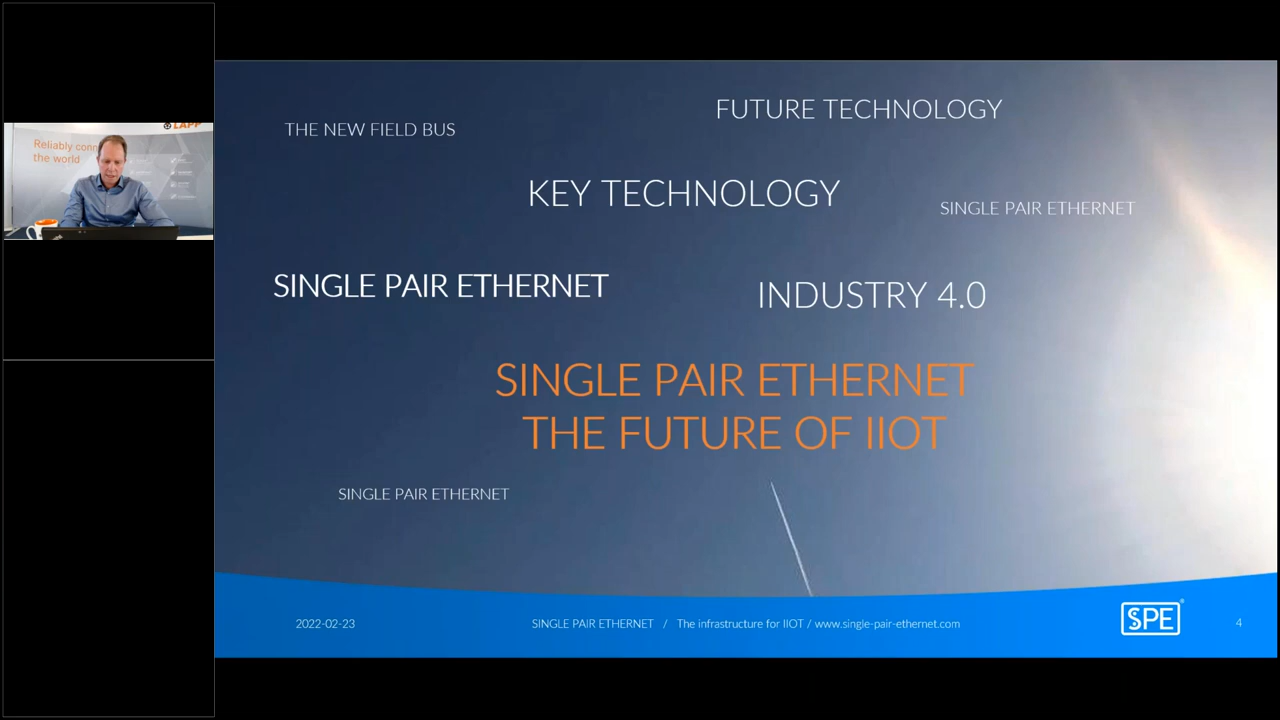 LAPP
Reliably conn
the world
FUTURE TECHNOLOGY
THE NEW FIELD BUS
KEY TECHNOLOGY
SINGLE PAIR ETHERNET
SINGLE PAIR ETHERNET
INDUSTRY 4.0
SINGLE PAIR ETHERNET
THE FUTURE OF IIOT
SINGLE PAIR ETHERNET
2022-02-23
SINGLE PAIR ETHERNET / The infrastructure for IIOT / www.single-pair-ethernet.com
SPE®
4